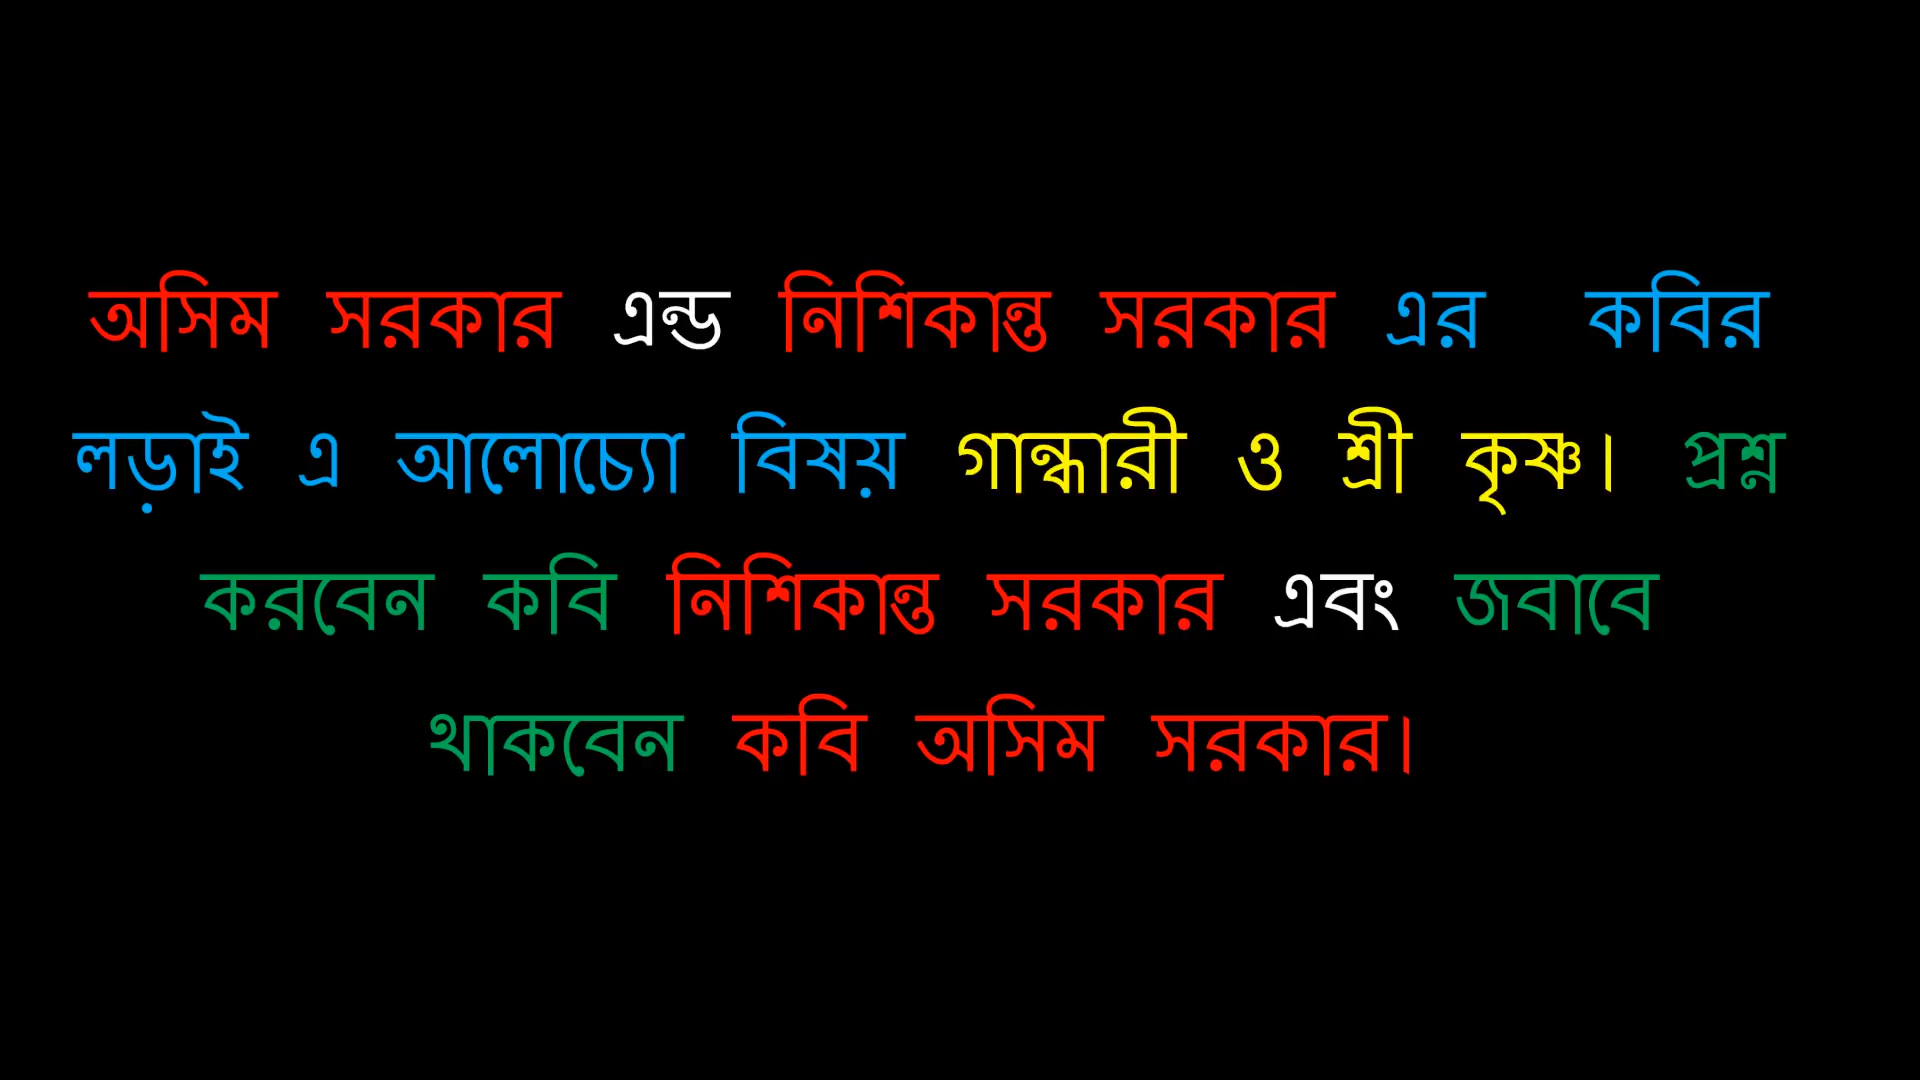 অসিম সরকার এন্ড নিশিকান্ত সরকার এর কবির
লড়াই এ আলোচ্যো বিষয় গান্ধারী ও শ্রী কৃষ্ণ। প্রশ্ন
করবেন কবি নিশিকান্ত সরকার এবং জবাবে
থাকবেন কবি অসিম সরকার।